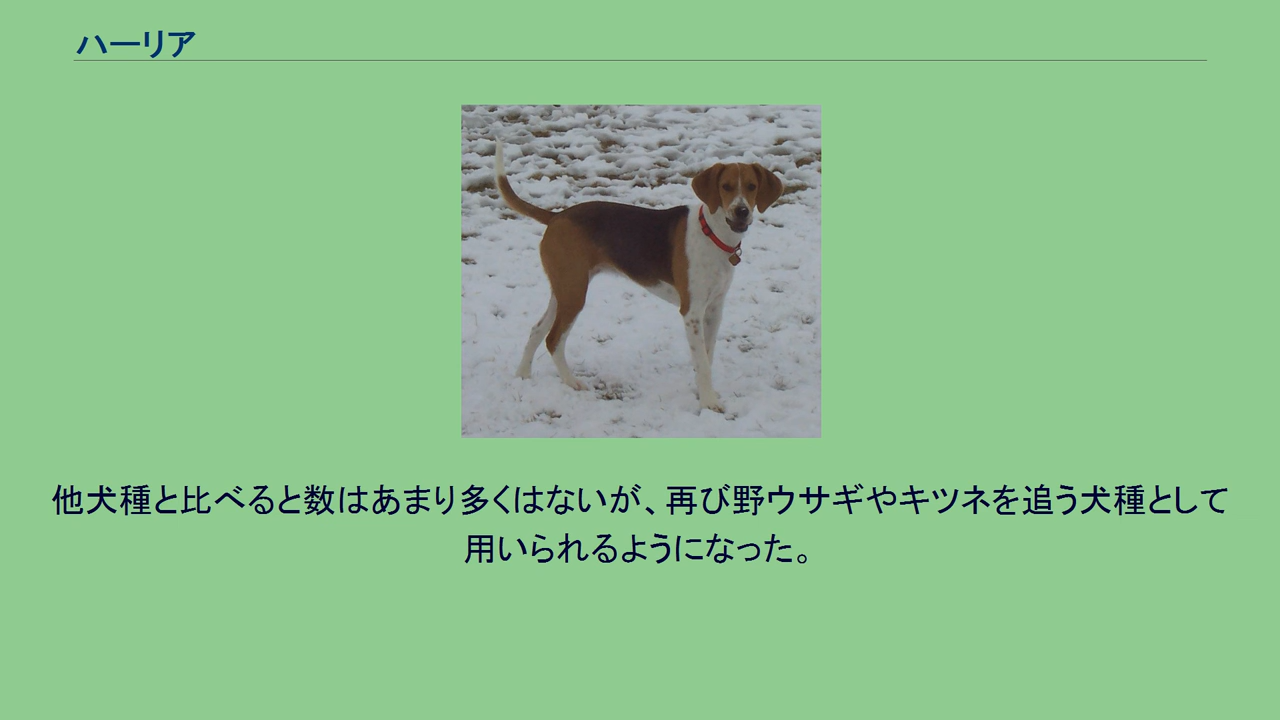 ハーリア
他犬種と比べると数はあまり多くはないが、再び野ウサギやキツネを追う犬種として
用いられるようになった。